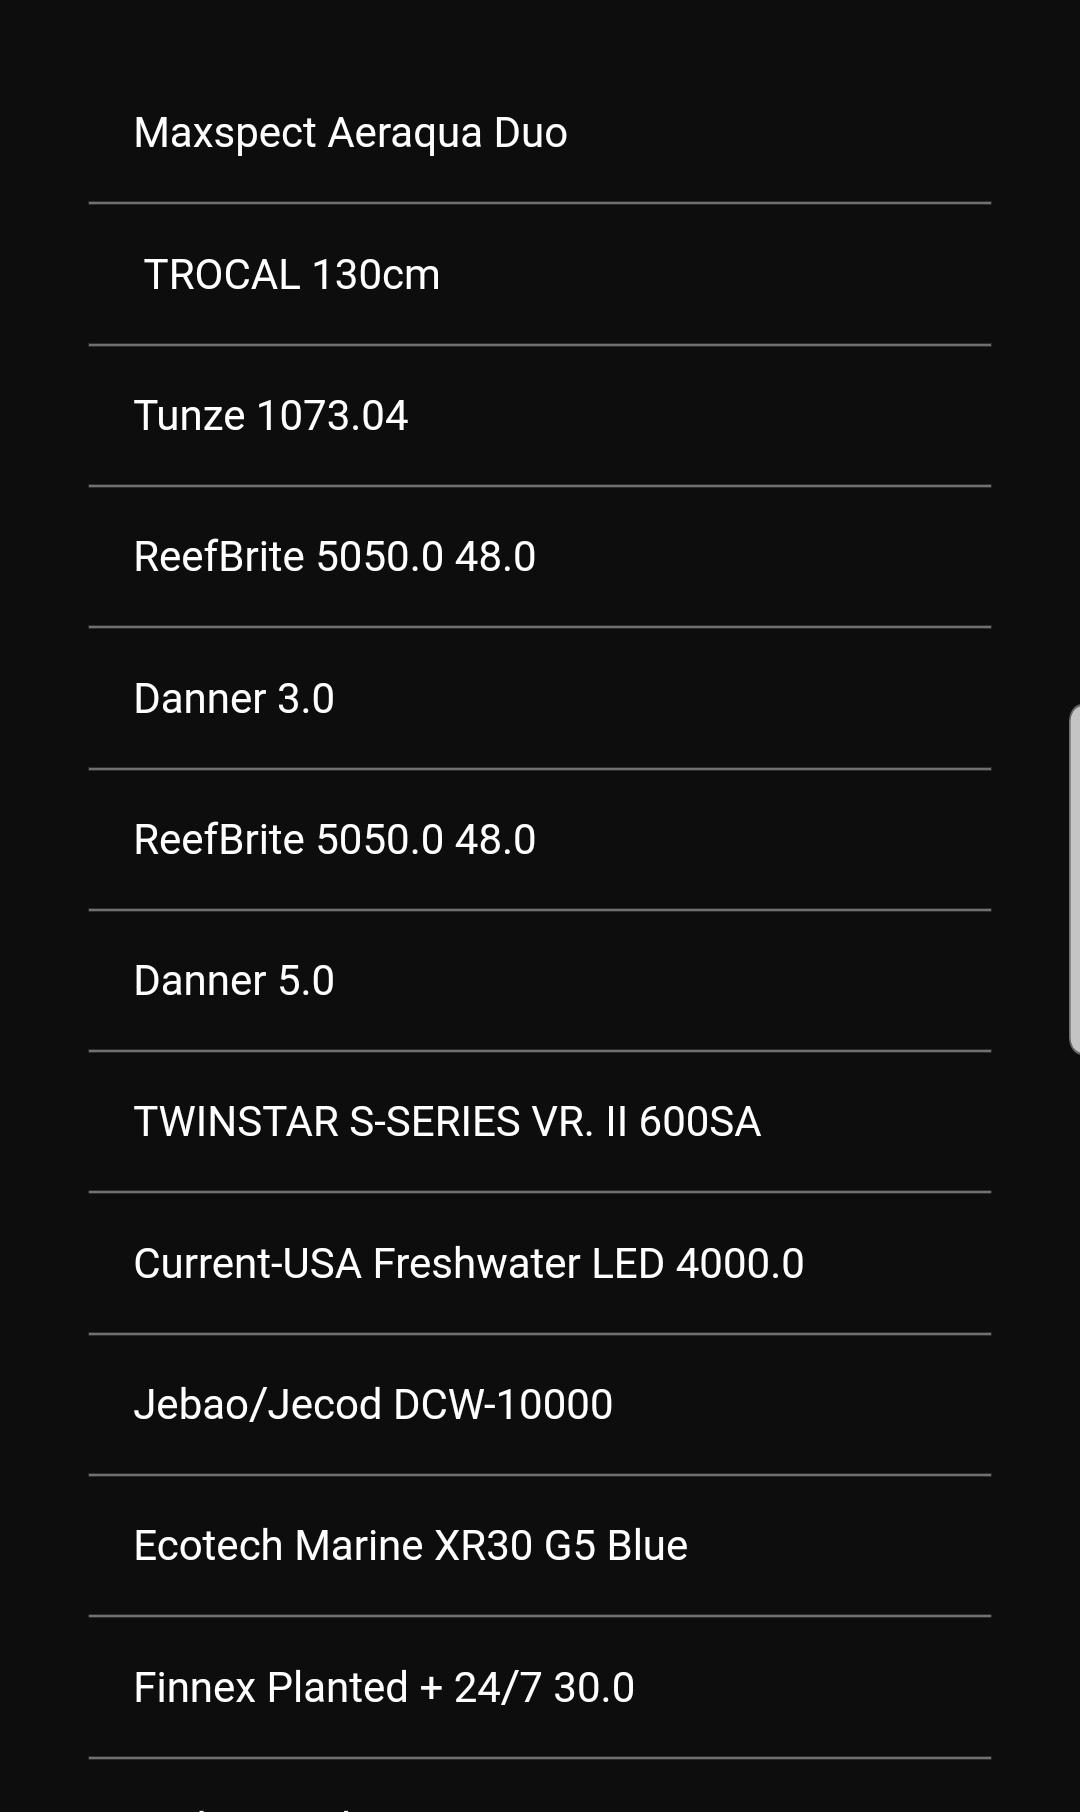 Maxspect Aeraqua Duo
TROCAL 130cm
Tunze 1073.04
ReefBrite 5050.0 48.0
Danner 3.0
ReefBrite 5050.0 48.0
Danner 5.0
TWINSTAR S-SERIES VR. II 600SA
Current-USA Freshwater LED 4000.0
Jebao/Jecod DCW-10000
Ecotech Marine XR30 G5 Blue
Finnex Planted + 24/7 30.0